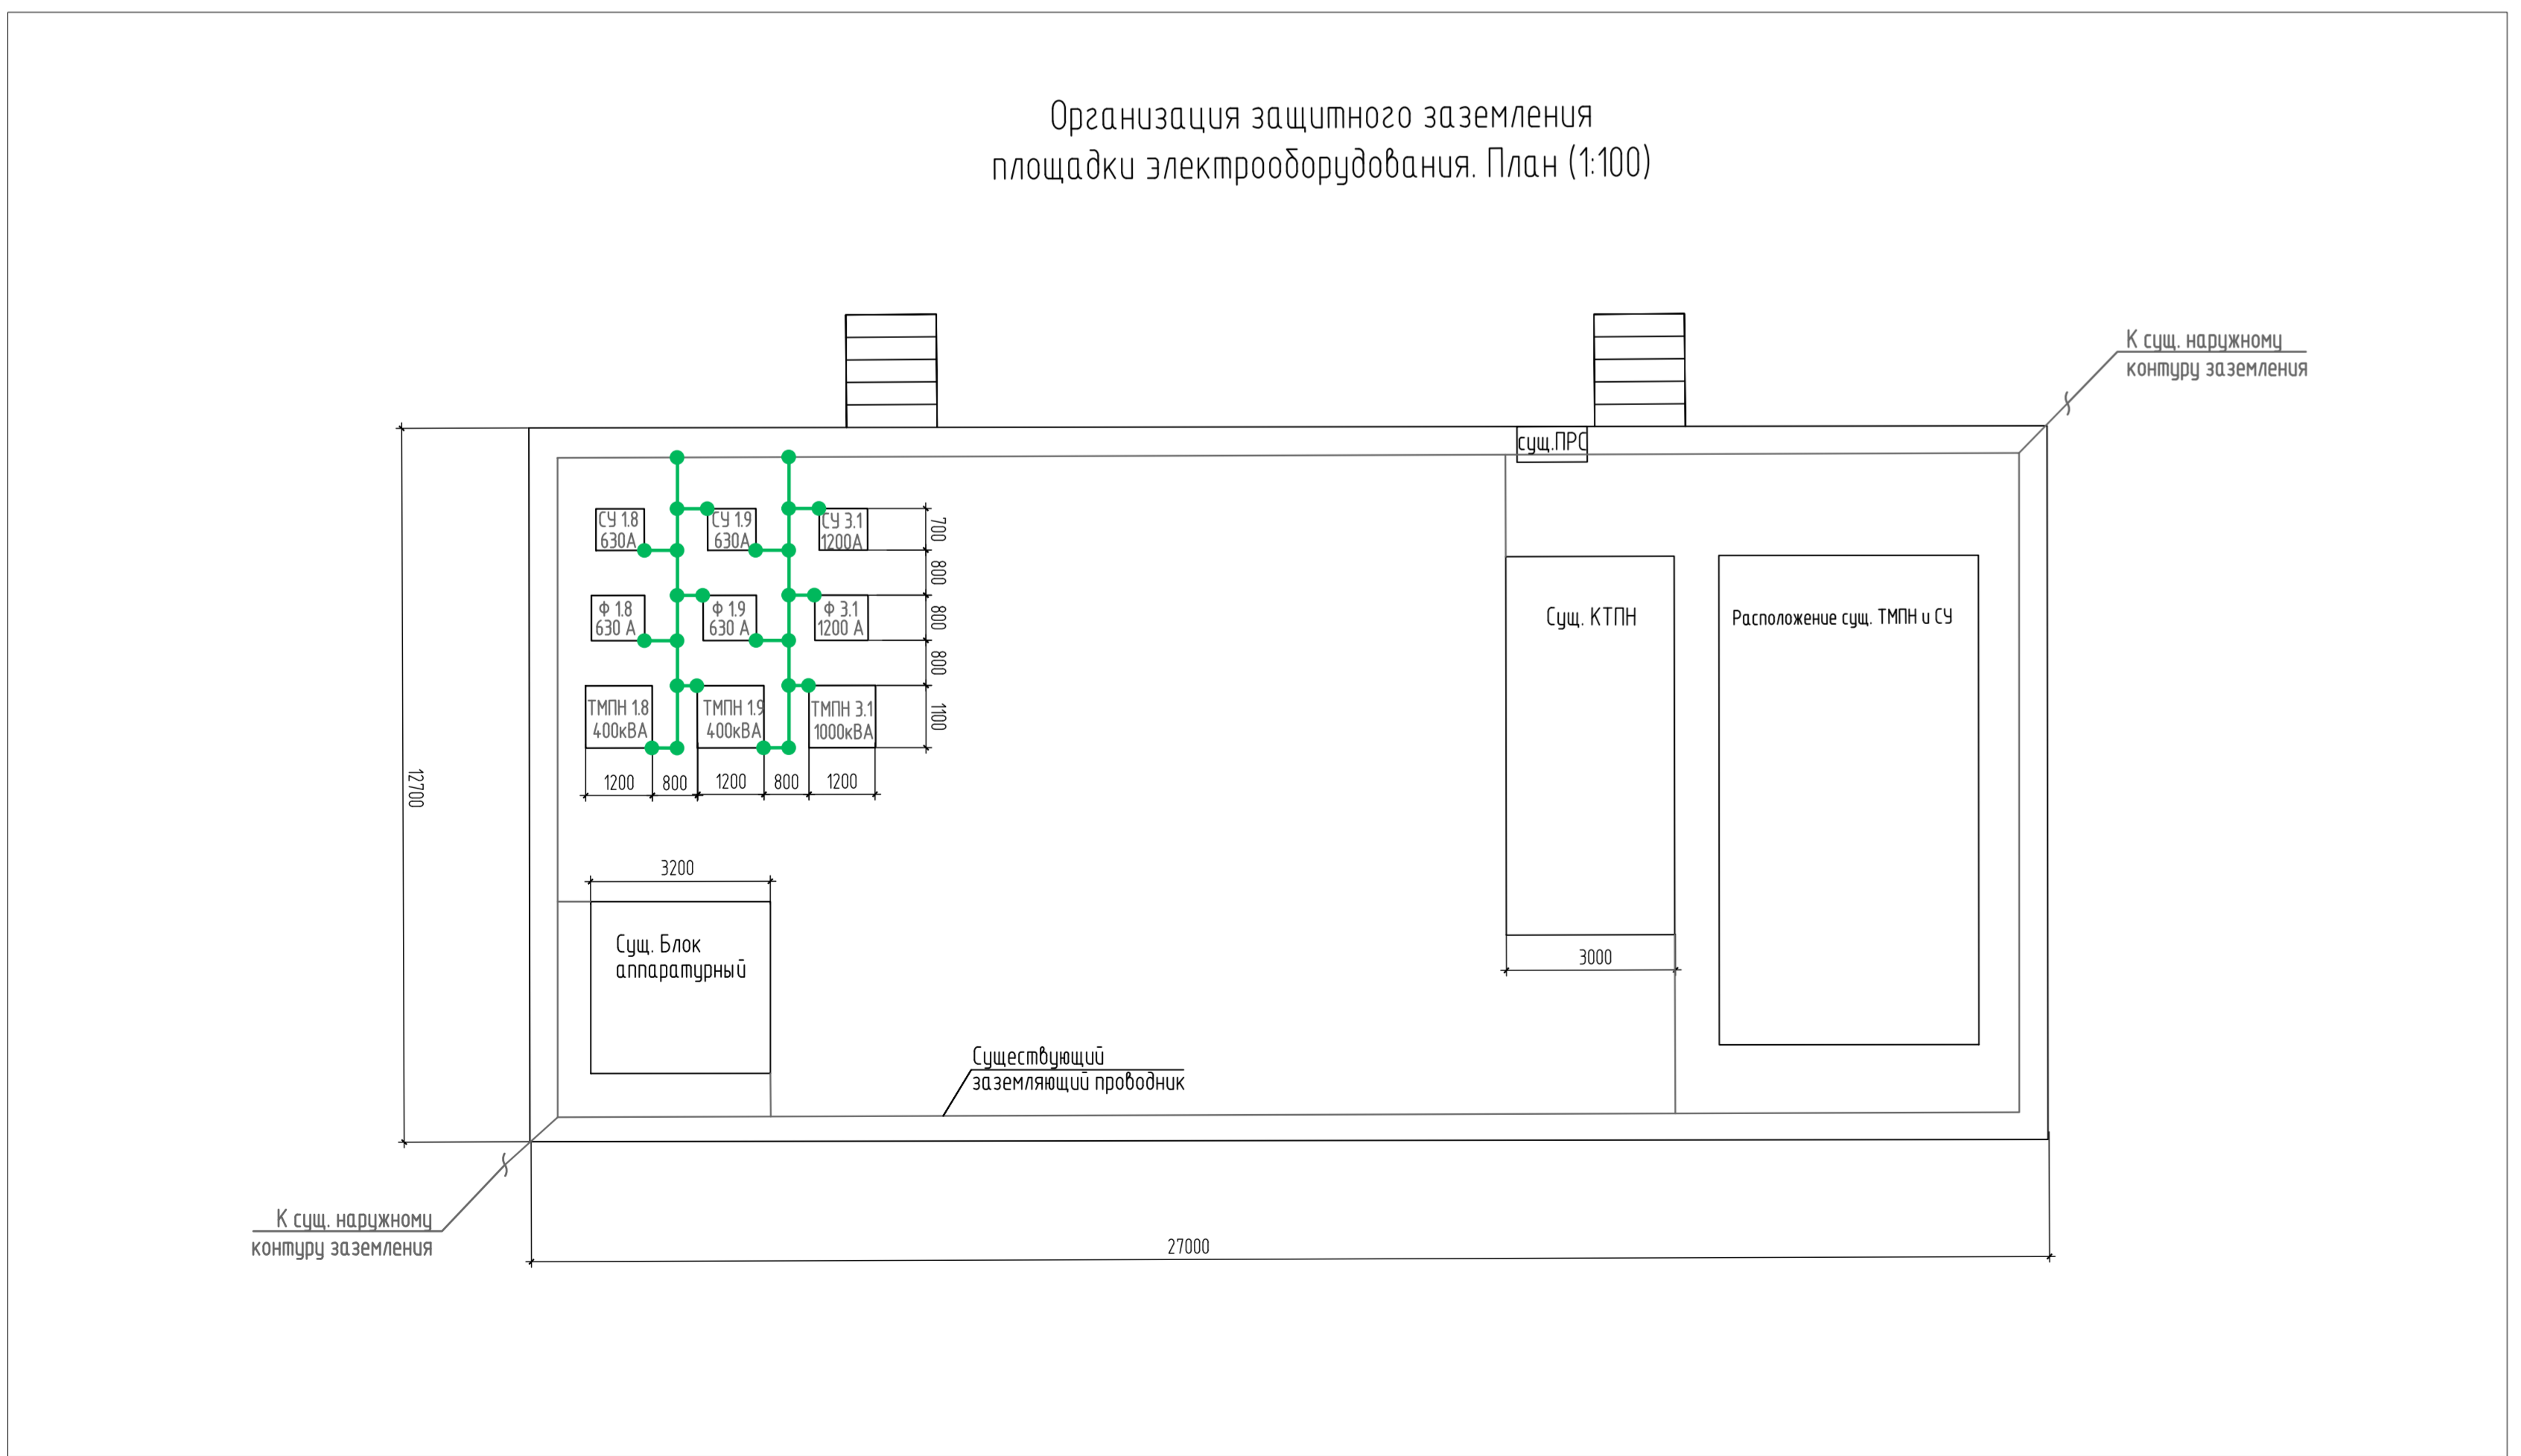 Организация защитного заземления
площадки электрооборудования. План (1:100)
К сущ. наружному
контуру заземления
сущ.ПРС
СУ 1.8
630А
СУ 1.9
630А
СУ 3.1
1200А
700
800
Ф 1.8
630 А
Ф 1.9
630 А
Ф 3.1
1200 А
800
800
ТМПН 1.8
400кВА
ТМПН 1.9
400кВА
ТМПН 3.1
1000кВА
1100
1200
800
1200
800
1200
12700
Сущ. КТПН
Расположение сущ. ТМПН и СУ
3200
Сущ. Блок
аппаратурный
3000
Существующий
заземляющий проводник
К сущ. наружному
контуру заземления
27000